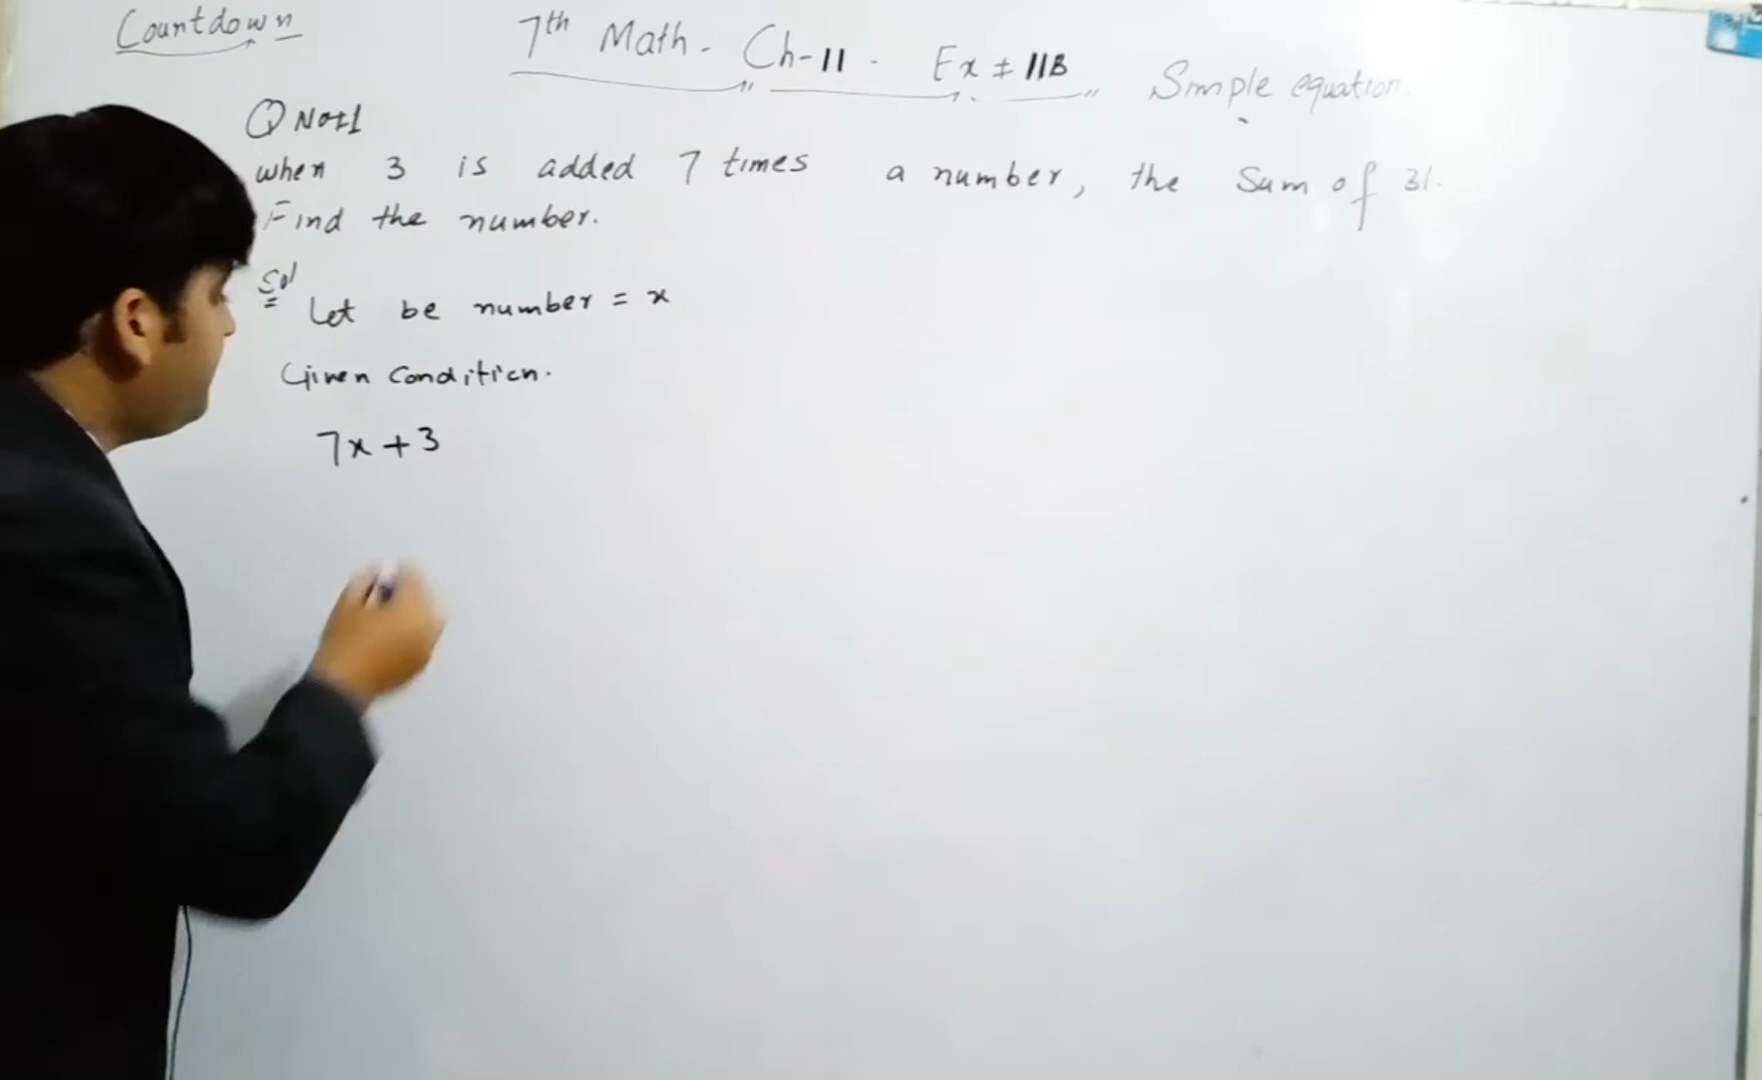 Countdown
7th Math - Ch-11 . Ex ± 11B Simple equation.
Q No±1
when 3 is added 7 times a number, the Sum of 31.
Find the number.
Sol
Let be number = x
Given Condition.
7x + 3